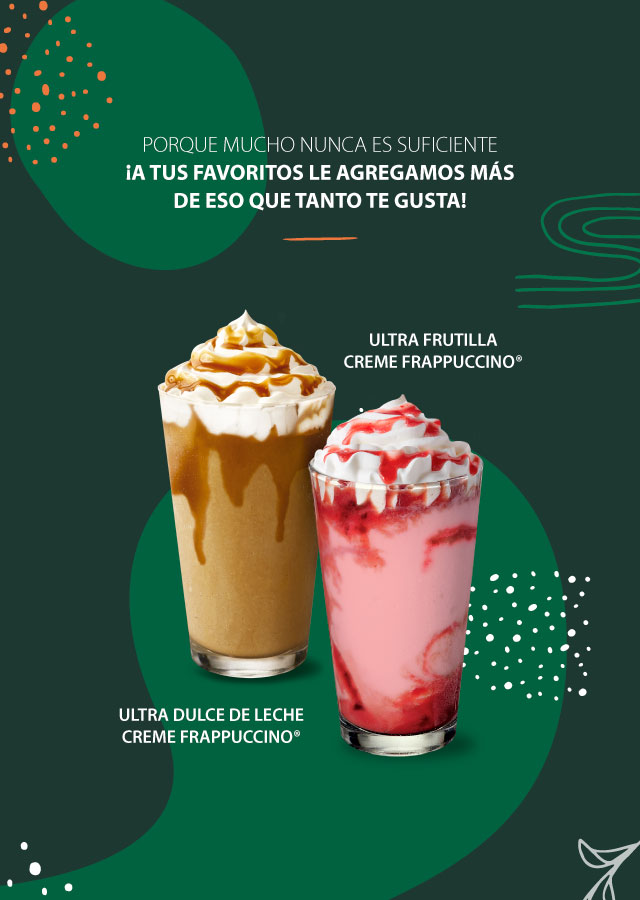 PORQUE MUCHO NUNCA ES SUFICIENTE
¡A TUS FAVORITOS LE AGREGAMOS MÁS
DE ESO QUE TANTO TE GUSTA!
ULTRA FRUTILLA
CREME FRAPPUCCINO®
ULTRA DULCE DE LECHE
CREME FRAPPUCCINO®